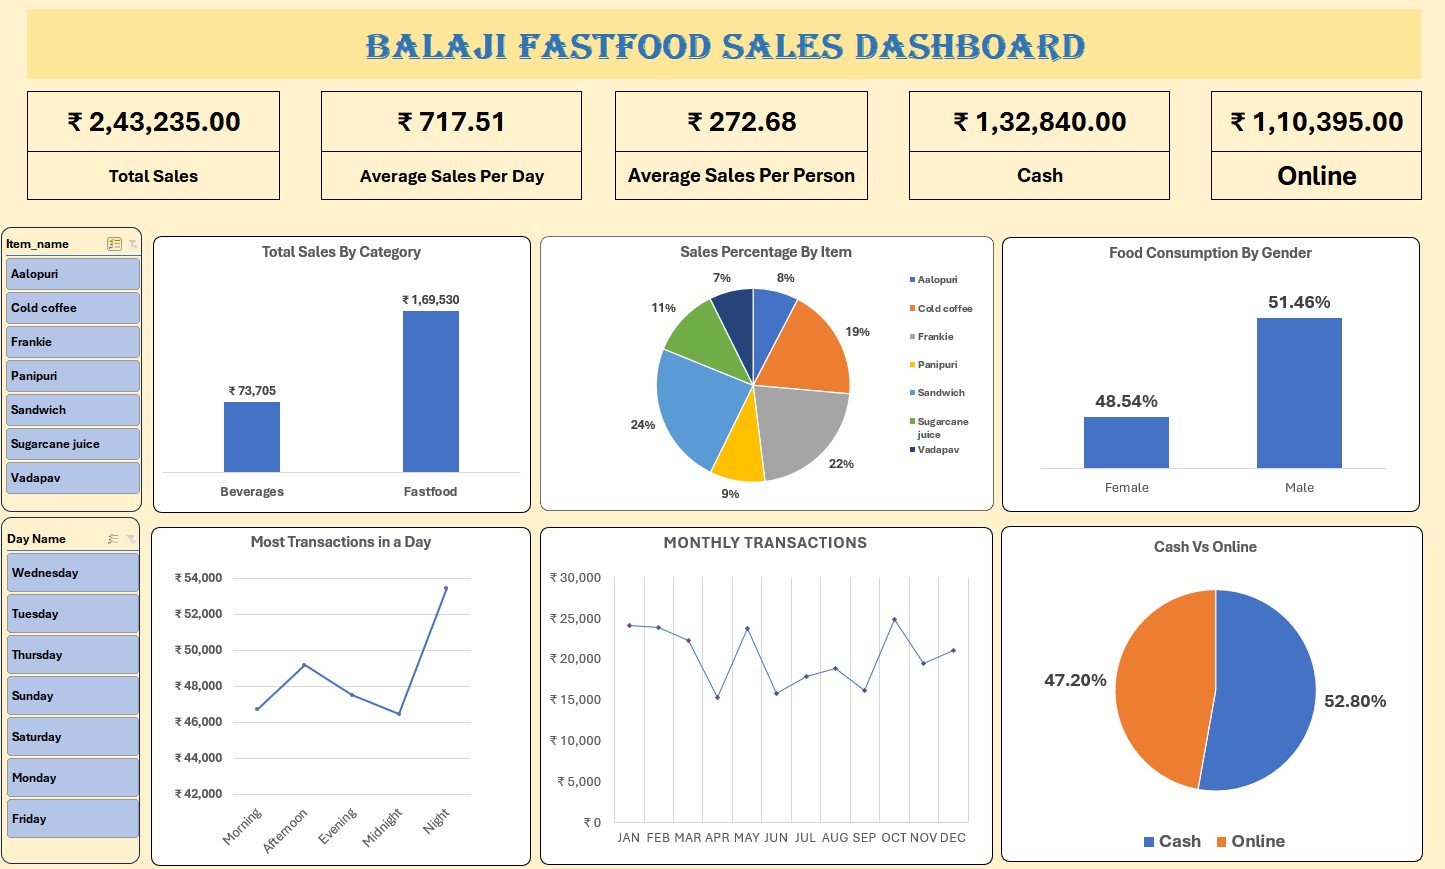 BALAJI FASTFOOD SALES DASHBOARD
₹ 2,43,235.00
Total Sales
₹ 717.51
Average Sales Per Day
₹ 272.68
Average Sales Per Person
₹ 1,32,840.00
Cash
₹ 1,10,395.00
Online
Item_name
Aalopuri
Cold coffee
Frankie
Panipuri
Sandwich
Sugarcane juice
Vadapav
Total Sales By Category
₹ 1,69,530
₹ 73,705
Beverages
Fastfood
Sales Percentage By Item
7%
8%
11%
19%
24%
22%
9%
Aalopuri
Cold coffee
Frankie
Panipuri
Sandwich
Sugarcane
juice
Vadapav
Food Consumption By Gender
51.46%
48.54%
Female
Male
Day Name
Wednesday
Tuesday
Thursday
Sunday
Saturday
Monday
Friday
Most Transactions in a Day
₹ 54,000
₹ 52,000
₹ 50,000
₹ 48,000
₹ 46,000
₹ 44,000
₹ 42,000
Morning
Afternoon
Evening
Midnight
Night
MONTHLY TRANSACTIONS
₹ 30,000
₹ 25,000
₹ 20,000
₹ 15,000
₹ 10,000
₹ 5,000
₹ 0
JAN FEB MAR APR MAY JUN JUL AUG SEP OCT NOV DEC
Cash Vs Online
47.20%
52.80%
Cash
Online